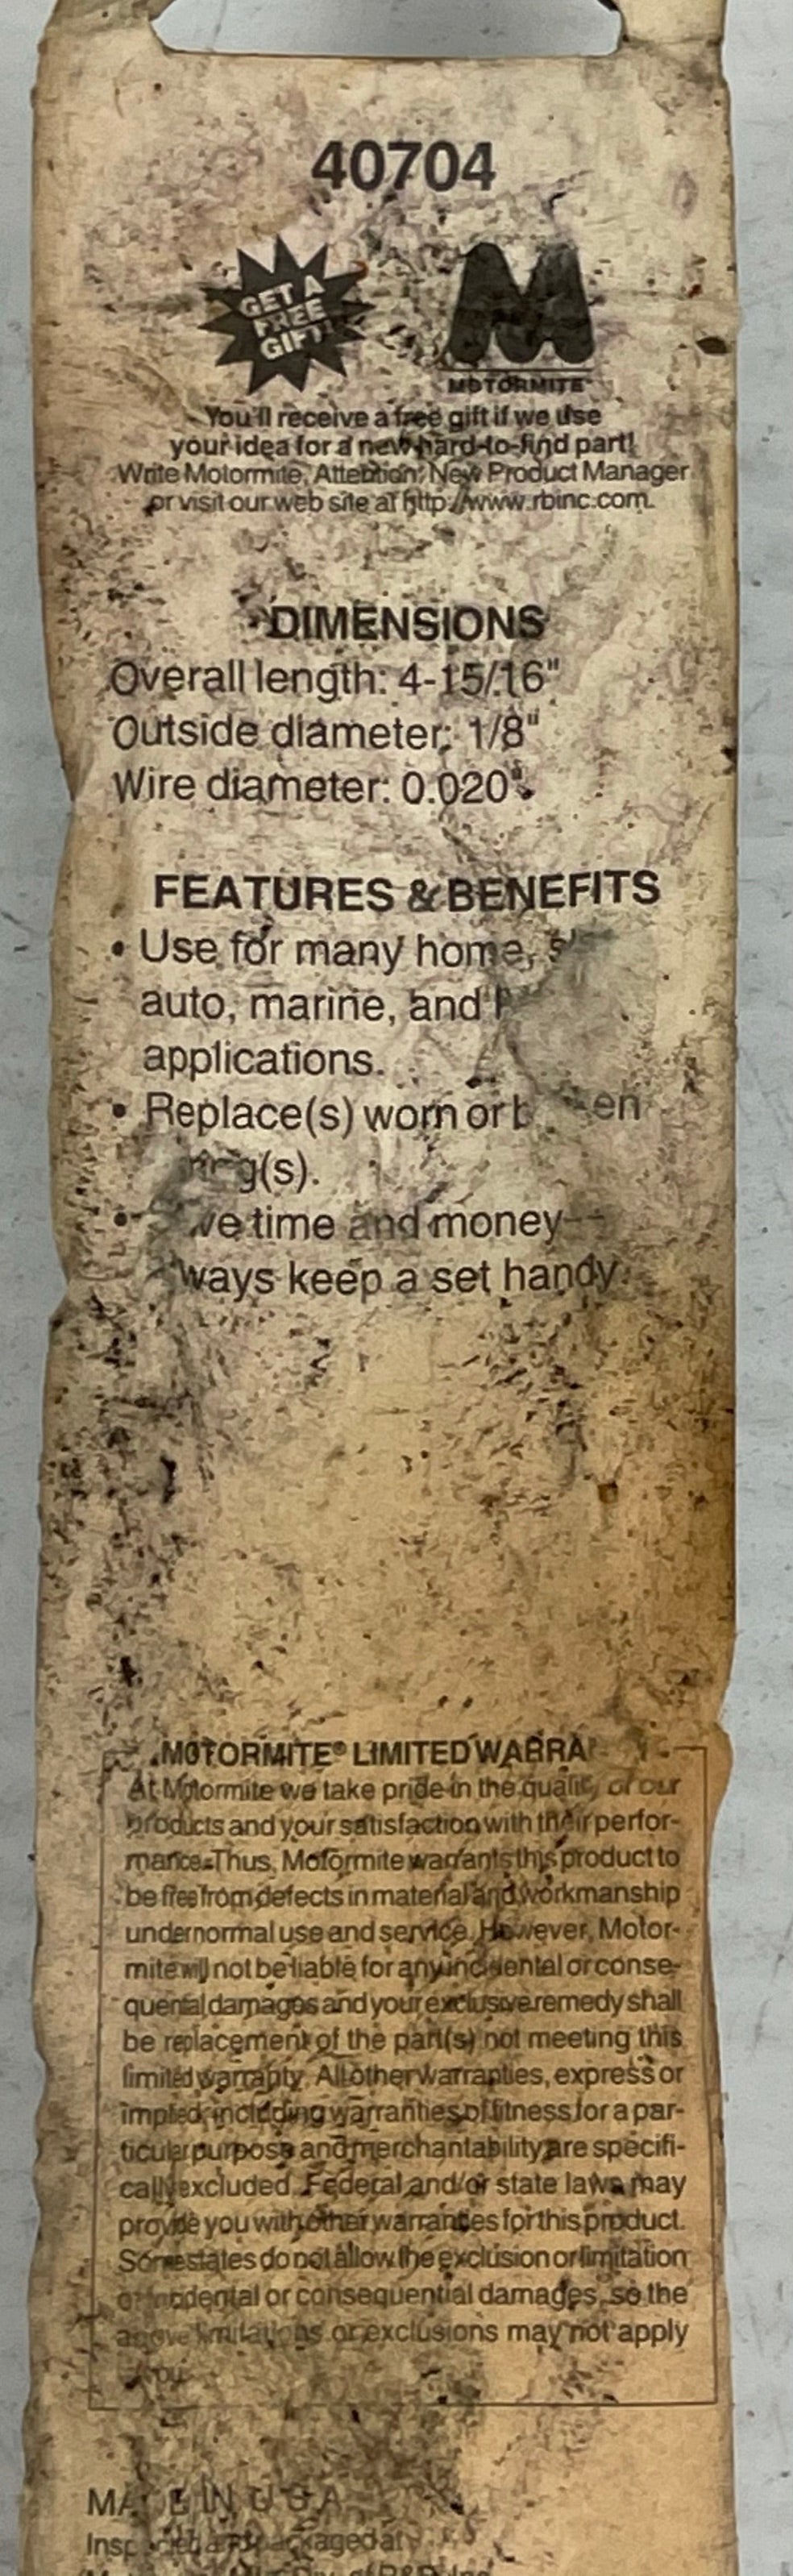 40704
GET A
FREE
GIFT!
MOTORMITE
You'll receive a free gift if we use
your idea for a new hard-to-find part!
Write Motormite, Attention: New Product Manager
or visit our web site at http://www.rbinc.com.
DIMENSIONS
Overall length: 4-15/16"
Outside diameter: 1/8"
Wire diameter: 0.020"
FEATURES & BENEFITS
• Use for many home,
auto, marine, and
applications.
• Replace(s) worn or
• time and money—
keep a set handy.
MOTORMITE® LIMITED
At Motormite we take pride in the quality of our
products and your satisfaction with their perfor-
mance. Thus, Motormite warrants this product to
be free from defects in material and workmanship
under normal use and service. However, Motor-
mite will not be liable for any incidental or conse-
quental damages and your exclusive remedy shall
be replacement of the part(s) not meeting this
limited warranty. All other warranties, express or
implied, including warranties of fitness for a par-
ticular purpose and merchantability are specifi-
cally excluded. Federal and/or state laws may
provide you with other warranties for this product.
Some states do not allow the exclusion or limitation
or incidental or consequential damages, so the
above limitations or exclusions may not apply
MADE IN USA
Inspected and packaged at